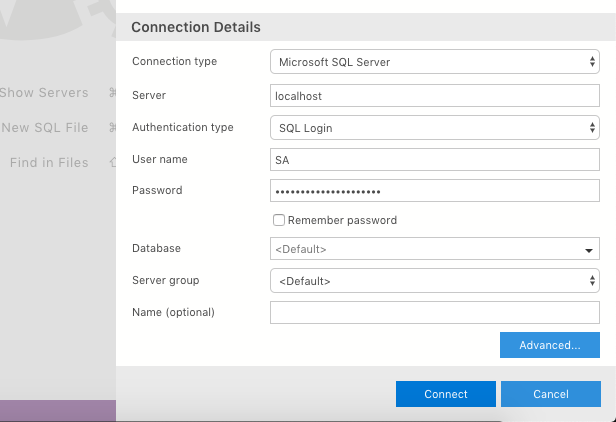 Connection Details
Connection type Microsoft SQL Server
Show Servers ⌘
Server localhost
New SQL File ⌘
Authentication type SQL Login
Find in Files ⇧
User name SA
Password •••••••••••••••••••••
Remember password
Database <Default>
Server group <Default>
Name (optional)
Advanced...
Connect Cancel